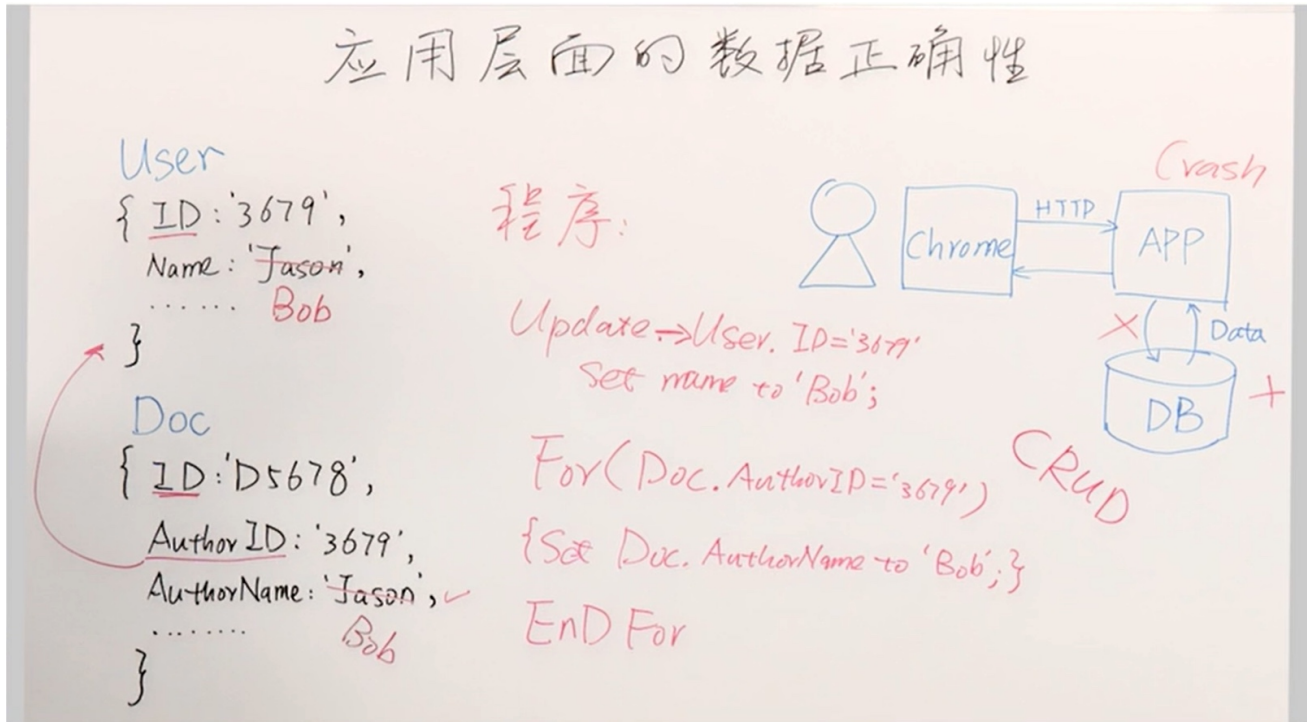 应用层面的数据正确性
User
{ ID:'3679',
Name:'Jason',
...... Bob
}
Doc
{ ID:'D5678',
AuthorID:'3679',
AuthorName:'Jason',
........ Bob
}
程序:
Update→User. ID='3679'
Set name to 'Bob';
For(Doc.AuthorID='3679')
{Set Doc.AuthorName to 'Bob';}
EnD For
Crash
Chrome
HTTP
APP
Data
DB
CRUD